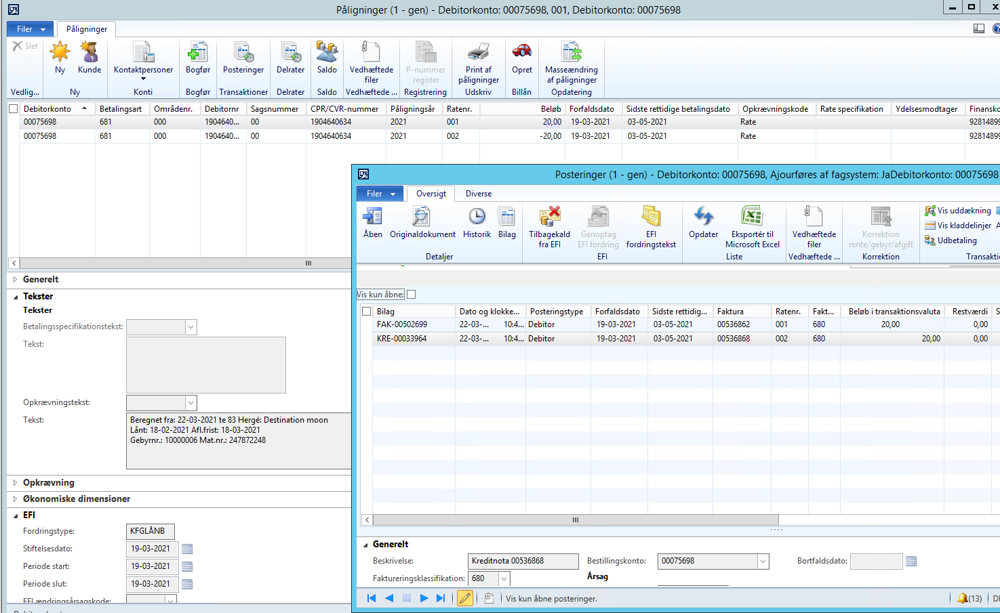 Påligninger (1 - gen) - Debitorkonto: 00075698, 001, Debitorkonto: 00075698
Filer Påligninger
Slet Ny Kunde Kontaktpersoner Bogfør Posteringer Delrater Saldo Vedhæftede filer P-nummer register Print af påligninger Opret Masseændring af påligninger
Vedlig... Ny Konti Bogfør Transaktioner Delrater Saldo Vedhæftede ... Registrering Udskriv Billån Opdatering
Debitorkonto Betalingsart Områdenr. Debitornr Sagsnummer CPR/CVR-nummer Påligningsår Ratenr. Beløb Forfaldsdato Sidste rettidige betalingsdato Opkrævningskode Rate specifikation Ydelsesmodtager Finansko
00075698 681 000 1904640... 00 1904640634 2021 001 20,00 19-03-2021 03-05-2021 Rate 92814899
00075698 681 000 1904640... 00 1904640634 2021 002 -20,00 19-03-2021 03-05-2021 Rate 92814899
Generelt
Tekster
Tekster
Betalingsspecifikationstekst:
Tekst:
Opkrævningstekst:
Tekst:
Beregnet fra: 22-03-2021 te 83 Hergé: Destination moon
Lånt: 18-02-2021 Afl.frist: 18-03-2021
Gebyrnr.: 10000006 Mat.nr.: 247872248
Opkrævning
Økonomiske dimensioner
EFI
Fordringstype: KFGLÅNB
Stiftelsesdato: 19-03-2021
Periode start: 19-03-2021
Periode slut: 19-03-2021
EFI ændringsårsagskode:
Posteringer (1 - gen) - Debitorkonto: 00075698, Ajourføres af fagsystem: JaDebitorkonto: 00075698
Filer Oversigt Diverse
Åben Originaldokument Historik Bilag Tilbagekald fra EFI Genoptag EFI fordring EFI fordringstekst Opdater Eksportér til Microsoft Excel Vedhæftede filer Korrektion rente/gebyr/afgift
Vis uddækning
Vis kladdelinjer
Udbetaling
Detaljer EFI Liste Vedhæftede ... Korrektion Transaktio
Vis kun åbne:
Bilag Dato og klokke... Posteringstype Forfaldsdato Sidste rettidig... Faktura Ratenr. Fakt... Beløb i transaktionsvaluta Restværdi S
FAK-00502699 22-03-... 10:4... Debitor 19-03-2021 03-05-2021 00536862 001 680 20,00 0,00
KRE-00033964 22-03-... 10:4... Debitor 19-03-2021 03-05-2021 00536868 002 680 20,00 0,00
Generelt
Beskrivelse: Kreditnota 00536868 Bestillingskonto: 00075698 Bortfaldsdato:
Faktureringsklassifikation: 680 Årsag
Vis kun åbne posteringer. (13)